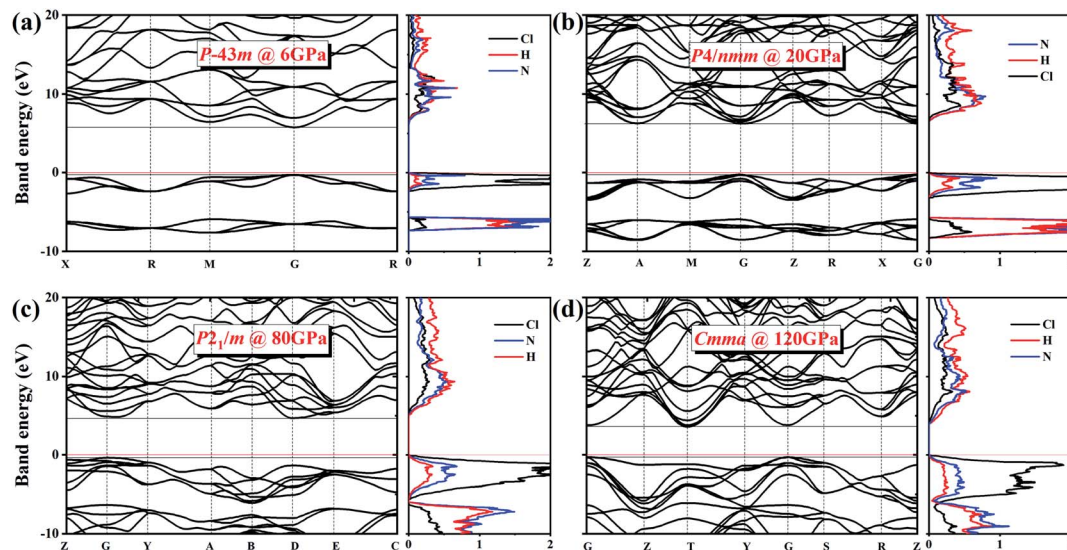 (a)
P-43m @ 6GPa
Band energy (eV)
20
10
0
-10
X R M G R
Cl
H
N
0 1 2
(b)
P4/nmm @ 20GPa
Z A M G Z R X G
N
H
Cl
0 1
(c)
P2₁/m @ 80GPa
Band energy (eV)
20
10
0
-10
Z G Y A B D E C
Cl
N
H
0 1 2
(d)
Cmma @ 120GPa
G Z T Y G S R Z
Cl
N
H
0 1